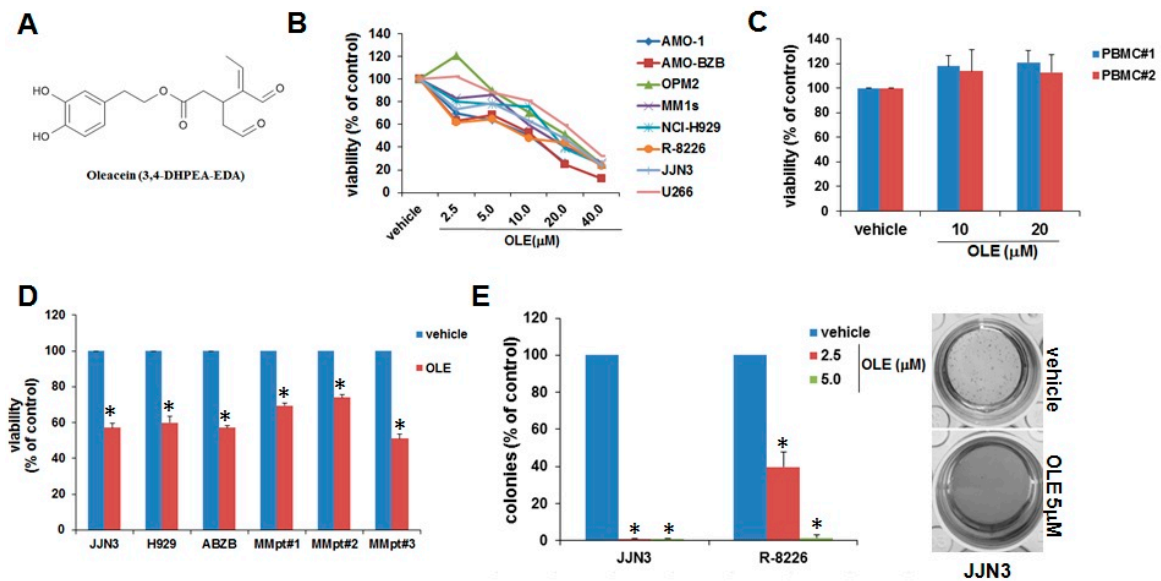 A
HO
HO
O
O
O
O
Oleacein (3,4-DHPEA-EDA)
B
viability (% of control)
140
120
100
80
60
40
20
0
vehicle
2.5
5.0
10.0
20.0
40.0
OLE(μM)
AMO-1
AMO-BZB
OPM2
MM1s
NCI-H929
R-8226
JJN3
U266
C
viability (% of control)
140
120
100
80
60
40
20
0
vehicle
10
20
OLE (μM)
PBMC#1
PBMC#2
D
viability
(% of control)
120
100
80
60
40
20
0
* * * * * *
JJN3 H929 ABZB MMpt#1 MMpt#2 MMpt#3
vehicle
OLE
E
colonies (% of control)
120
100
80
60
40
20
0
* * * *
JJN3 R-8226
vehicle
2.5
5.0
OLE (μM)
vehicle
OLE 5μM
JJN3